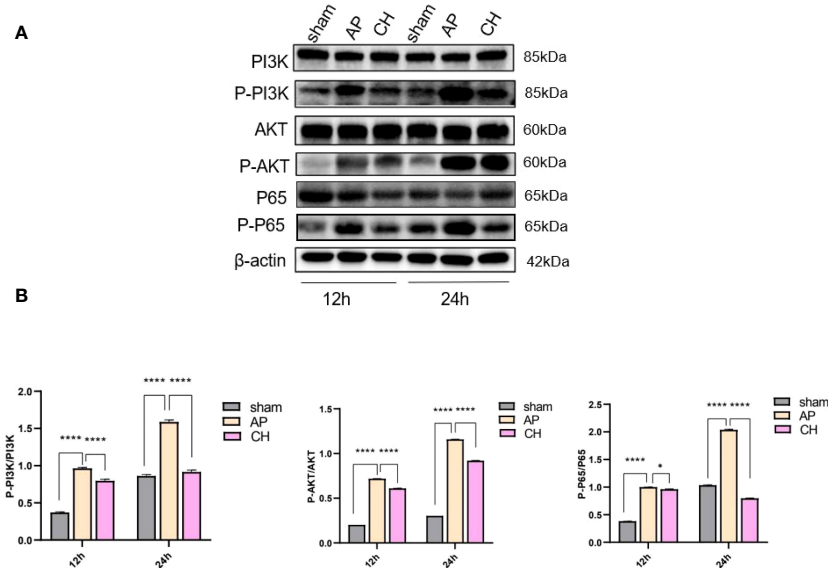 A
sham AP CH sham AP CH
PI3K 85kDa
P-PI3K 85kDa
AKT 60kDa
P-AKT 60kDa
P65 65kDa
P-P65 65kDa
β-actin 42kDa
12h 24h
B
P-PI3K/PI3K
2.0
1.5
1.0
0.5
0.0
**** ****
**** ****
12h 24h
sham
AP
CH
P-AKT/AKT
1.5
1.0
0.5
0.0
**** ****
**** ****
12h 24h
sham
AP
CH
P-P65/P65
2.5
2.0
1.5
1.0
0.5
0.0
**** *
**** ****
12h 24h
sham
AP
CH